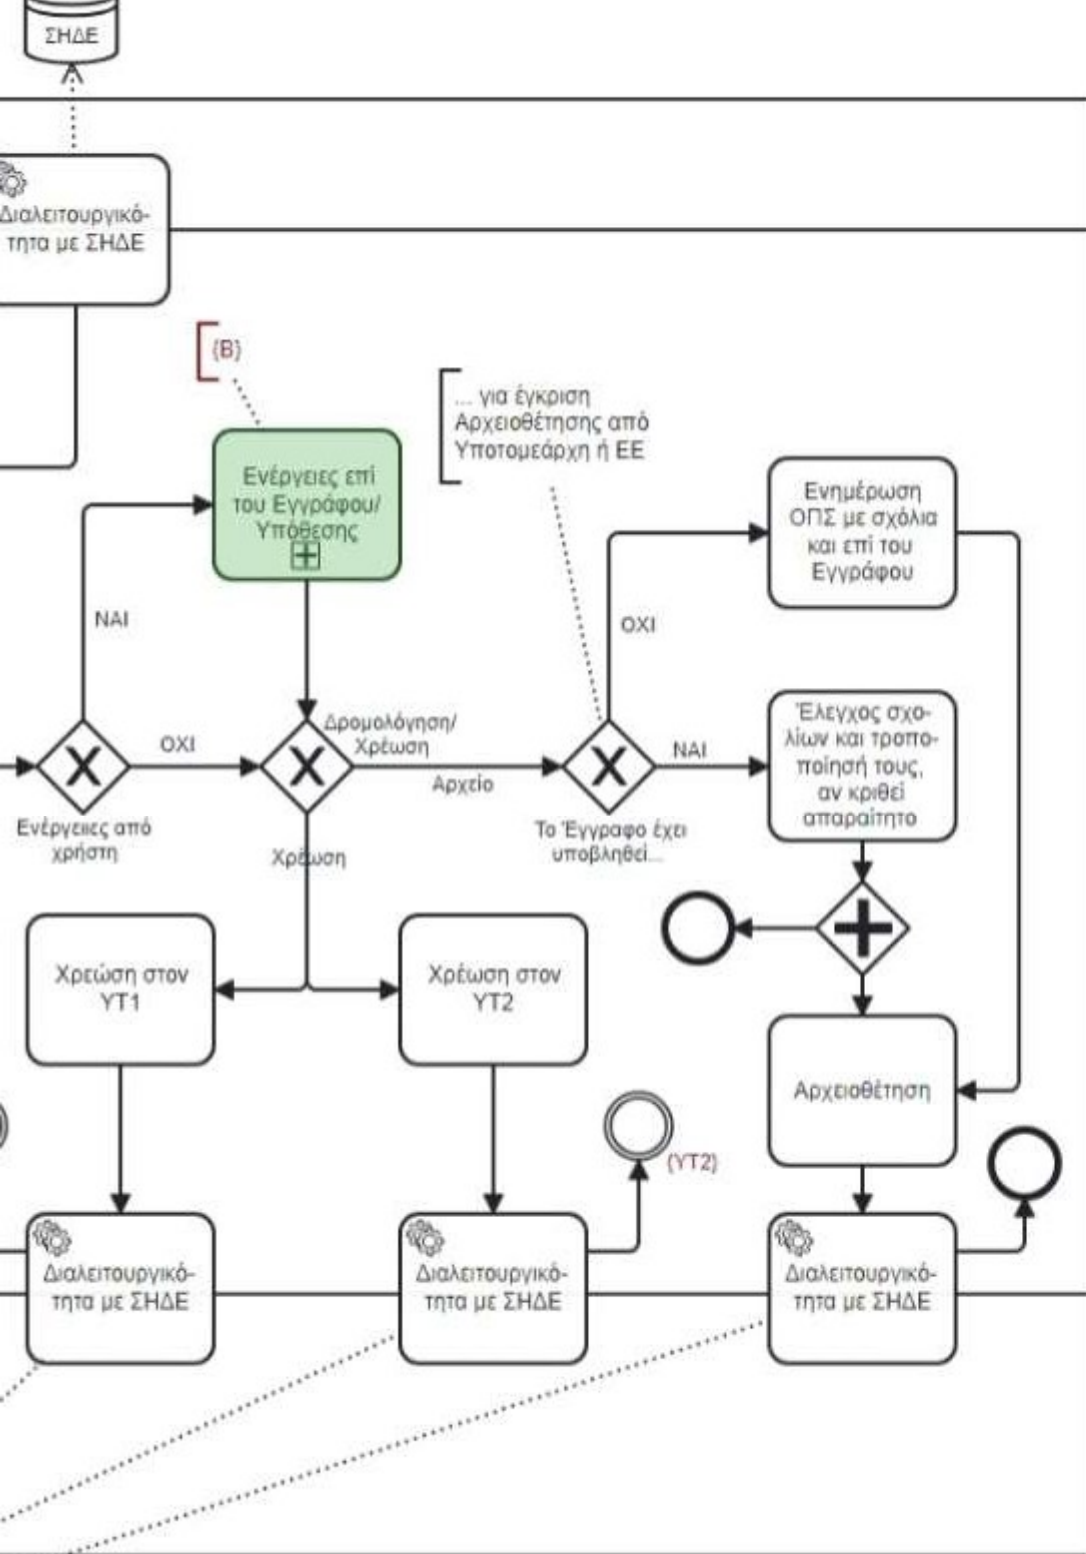 ΣΗΔΕ
Διαλειτουργικό-
τητα με ΣΗΔΕ
{Β}
... για έγκριση
Αρχειοθέτησης από
Υποτομεάρχη ή ΕΕ
Ενέργειες επί
του Εγγράφου/
Υπόθεσης
Ενημέρωση
ΟΠΣ με σχόλια
και επί του
Εγγράφου
ΝΑΙ
ΟΧΙ
Έλεγχος σχο-
λίων και τροπο-
ποίησή τους,
αν κριθεί
απαραίτητο
Δρομολόγηση/
Χρέωση
ΟΧΙ
ΝΑΙ
Αρχείο
Ενέργειες από
χρήστη
Το Έγγραφο έχει
υποβληθεί...
Χρέωση
Χρεώση στον
ΥΤ1
Χρέωση στον
ΥΤ2
Αρχειοθέτηση
{ΥΤ2}
Διαλειτουργικό-
τητα με ΣΗΔΕ
Διαλειτουργικό-
τητα με ΣΗΔΕ
Διαλειτουργικό-
τητα με ΣΗΔΕ